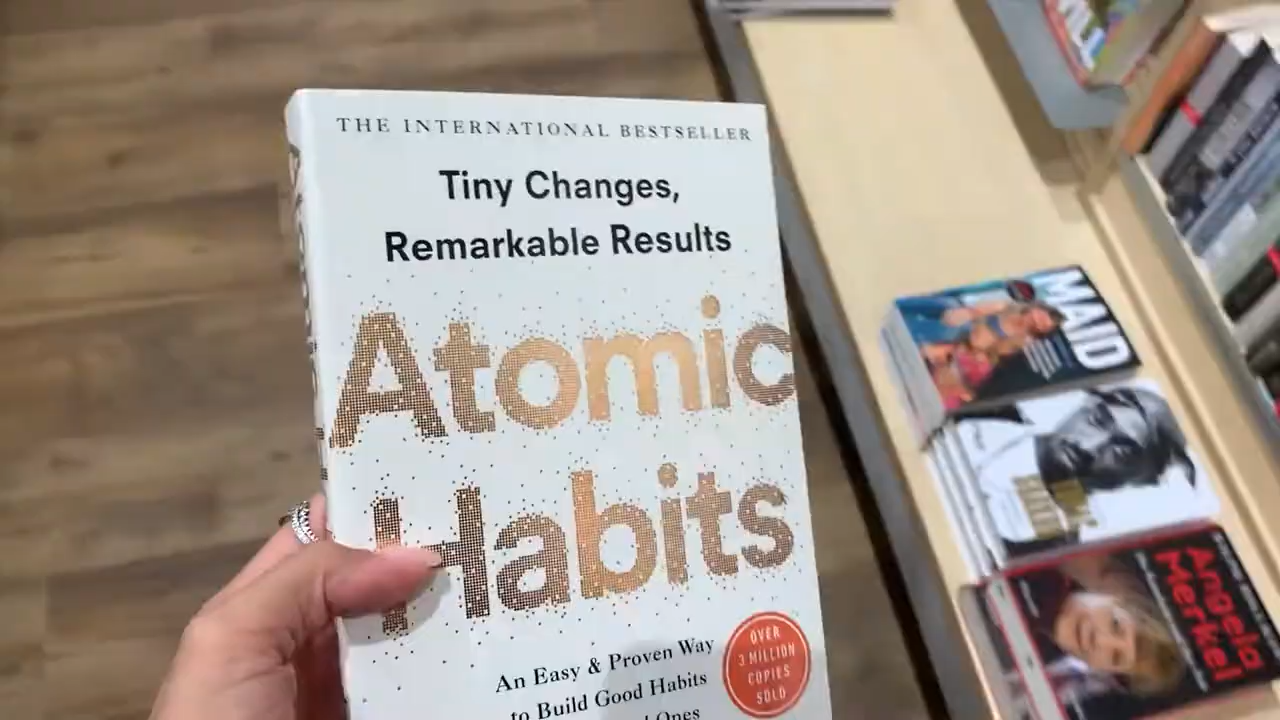 THE INTERNATIONAL BESTSELLER
Tiny Changes,
Remarkable Results
Atomic
Habits
An Easy & Proven Way
to Build Good Habits
Ones
OVER
3 MILLION
COPIES
SOLD
MAID
Angela
Merkel